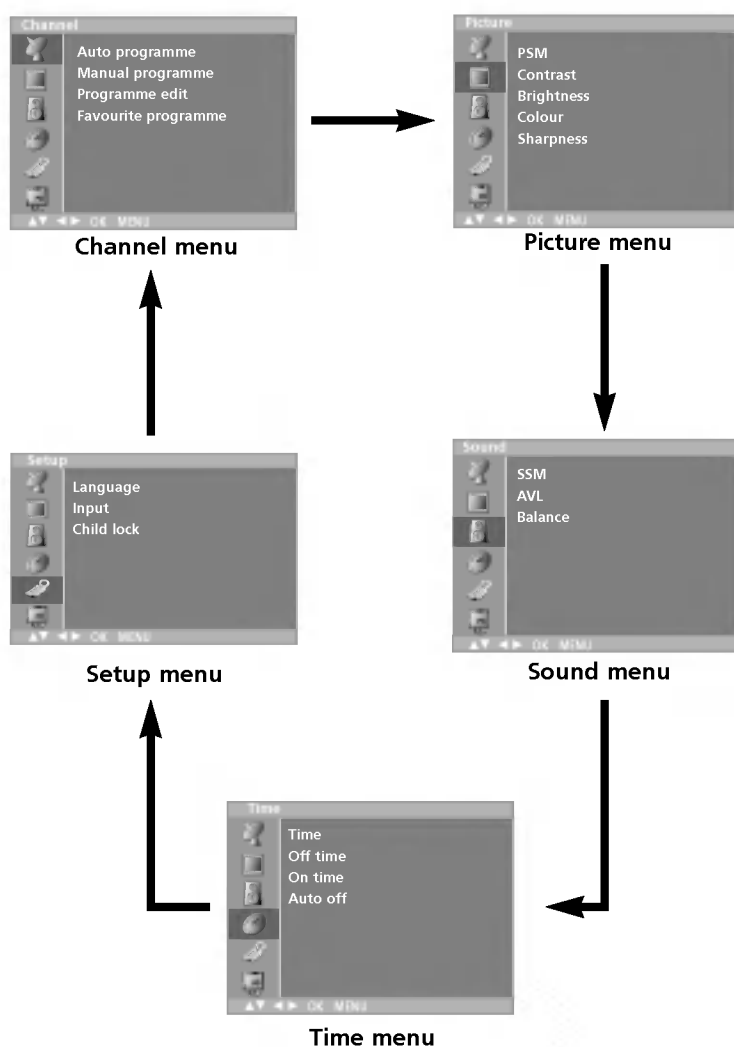 Channel
Auto programme
Manual programme
Programme edit
Favourite programme
OK MENU
Channel menu
Picture
PSM
Contrast
Brightness
Colour
Sharpness
OK MENU
Picture menu
Setup
Language
Input
Child lock
OK MENU
Setup menu
Sound
SSM
AVL
Balance
OK MENU
Sound menu
Time
Time
Off time
On time
Auto off
OK MENU
Time menu